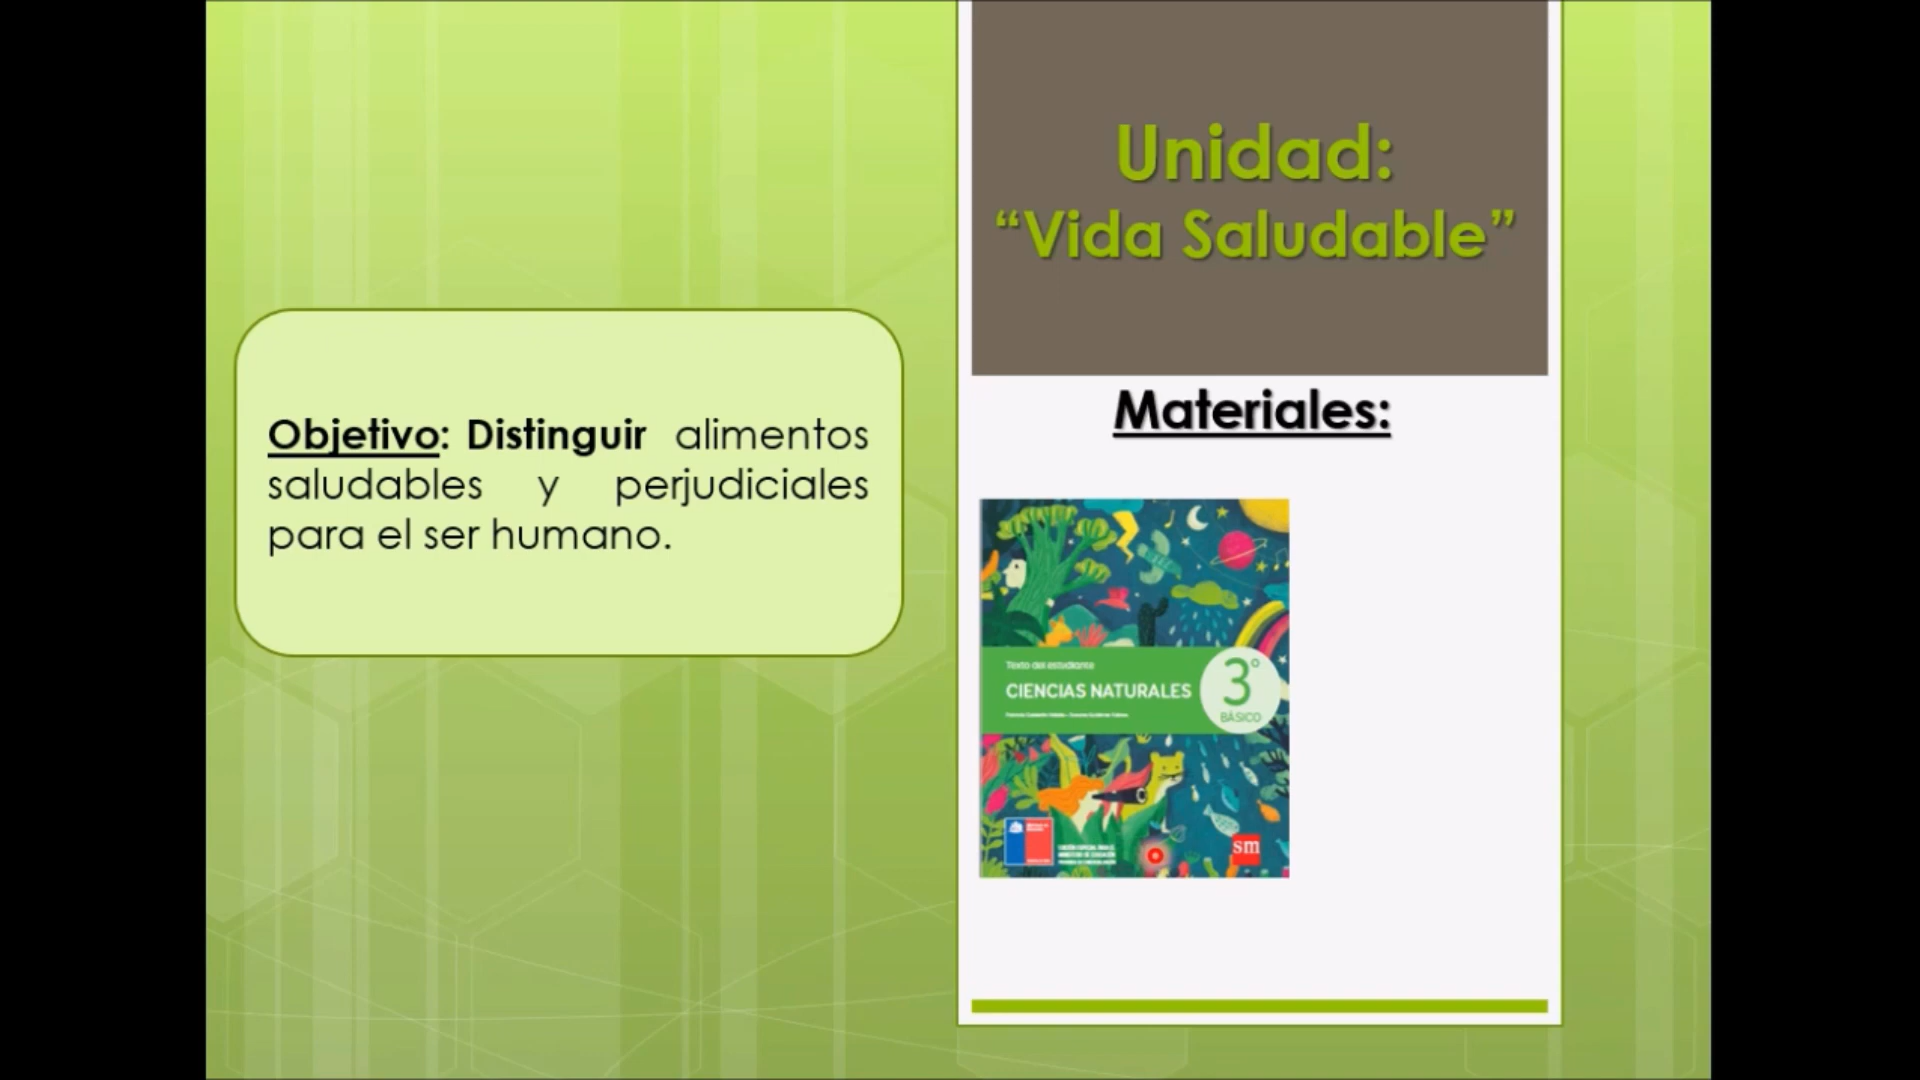 Unidad:
“Vida Saludable”
Objetivo: Distinguir alimentos
saludables y perjudiciales
para el ser humano.
Materiales:
Texto del estudiante
CIENCIAS NATURALES
3°
BÁSICO
sm